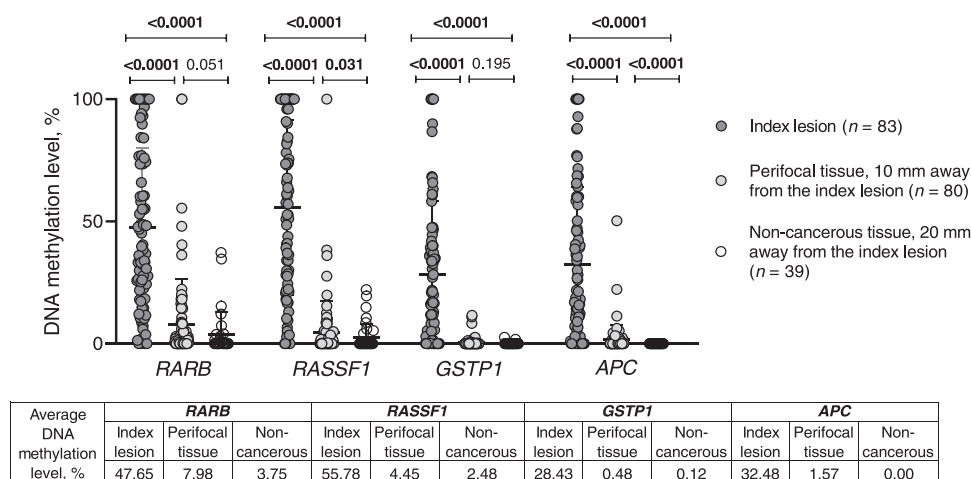 <0.0001 <0.0001 <0.0001 <0.0001
<0.0001 0.051 <0.0001 0.031 <0.0001 0.195 <0.0001 <0.0001
DNA methylation level, %
100
50
0
RARB RASSF1 GSTP1 APC
Index lesion (n = 83)
Perifocal tissue, 10 mm away
from the index lesion (n = 80)
Non-cancerous tissue, 20 mm
away from the index lesion
(n = 39)
Average RARB RASSF1 GSTP1 APC
DNA Index Perifocal Non- Index Perifocal Non- Index Perifocal Non- Index Perifocal Non-
methylation lesion tissue cancerous lesion tissue cancerous lesion tissue cancerous lesion tissue cancerous
level, % 47.65 7.98 3.75 55.78 4.45 2.48 28.43 0.48 0.12 32.48 1.57 0.00